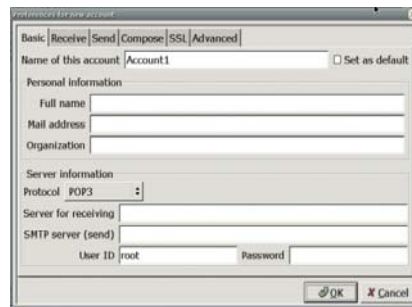 Preferences for new account
Basic Receive Send Compose SSL Advanced
Name of this account Account1 Set as default
Personal information
Full name
Mail address
Organization
Server information
Protocol POP3
Server for receiving
SMTP server (send)
User ID root Password
OK Cancel